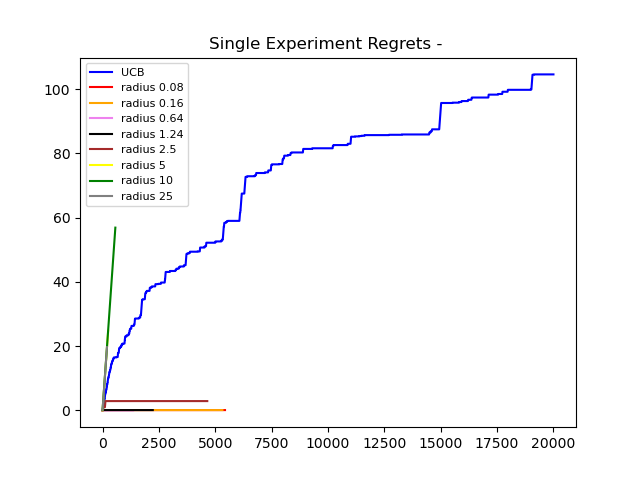 Single Experiment Regrets -
UCB
radius 0.08
radius 0.16
radius 0.64
radius 1.24
radius 2.5
radius 5
radius 10
radius 25
100
80
60
40
20
0
0 2500 5000 7500 10000 12500 15000 17500 20000